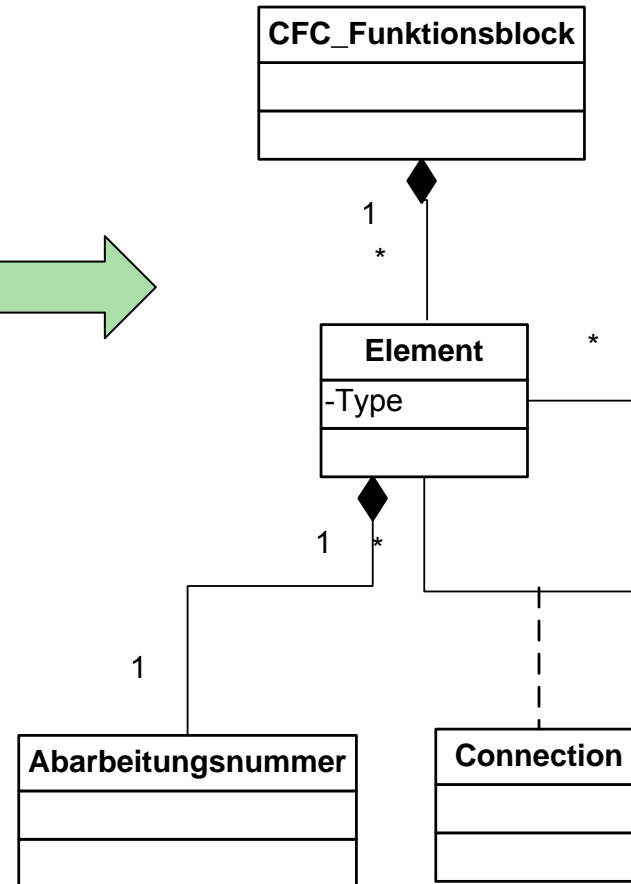 CFC_Funktionsblock
1
*
Element
*
-Type
1
*
1
Abarbeitungsnummer
Connection